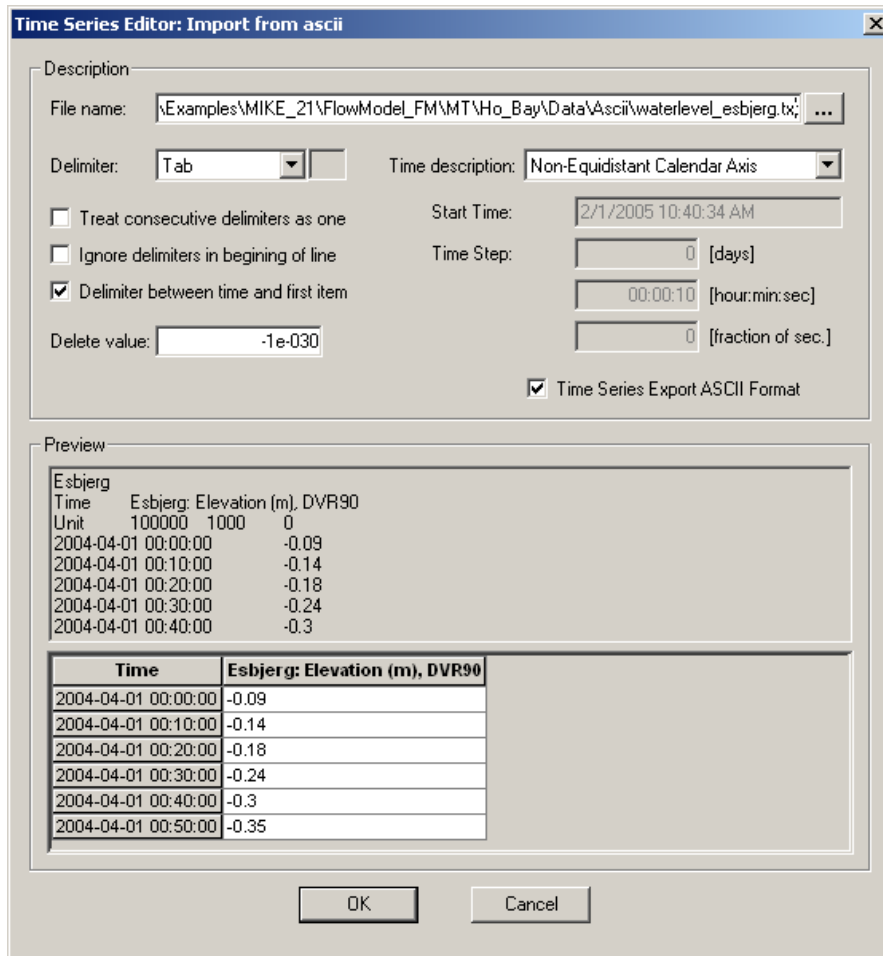 Time Series Editor: Import from ascii
Description
File name: \Examples\MIKE_21\FlowModel_FM\MT\Ho_Bay\Data\Ascii\waterlevel_esbjerg.tx ...
Delimiter: Tab Time description: Non-Equidistant Calendar Axis
Treat consecutive delimiters as one Start Time: 2/1/2005 10:40:34 AM
Ignore delimiters in begining of line Time Step: 0 [days]
Delimiter between time and first item 00:00:10 [hour:min:sec]
Delete value: -1e-030 0 [fraction of sec.]
Time Series Export ASCII Format
Preview
Esbjerg
Time Esbjerg: Elevation (m), DVR90
Unit 100000 1000 0
2004-04-01 00:00:00 -0.09
2004-04-01 00:10:00 -0.14
2004-04-01 00:20:00 -0.18
2004-04-01 00:30:00 -0.24
2004-04-01 00:40:00 -0.3
Time Esbjerg: Elevation (m), DVR90
2004-04-01 00:00:00 -0.09
2004-04-01 00:10:00 -0.14
2004-04-01 00:20:00 -0.18
2004-04-01 00:30:00 -0.24
2004-04-01 00:40:00 -0.3
2004-04-01 00:50:00 -0.35
OK Cancel